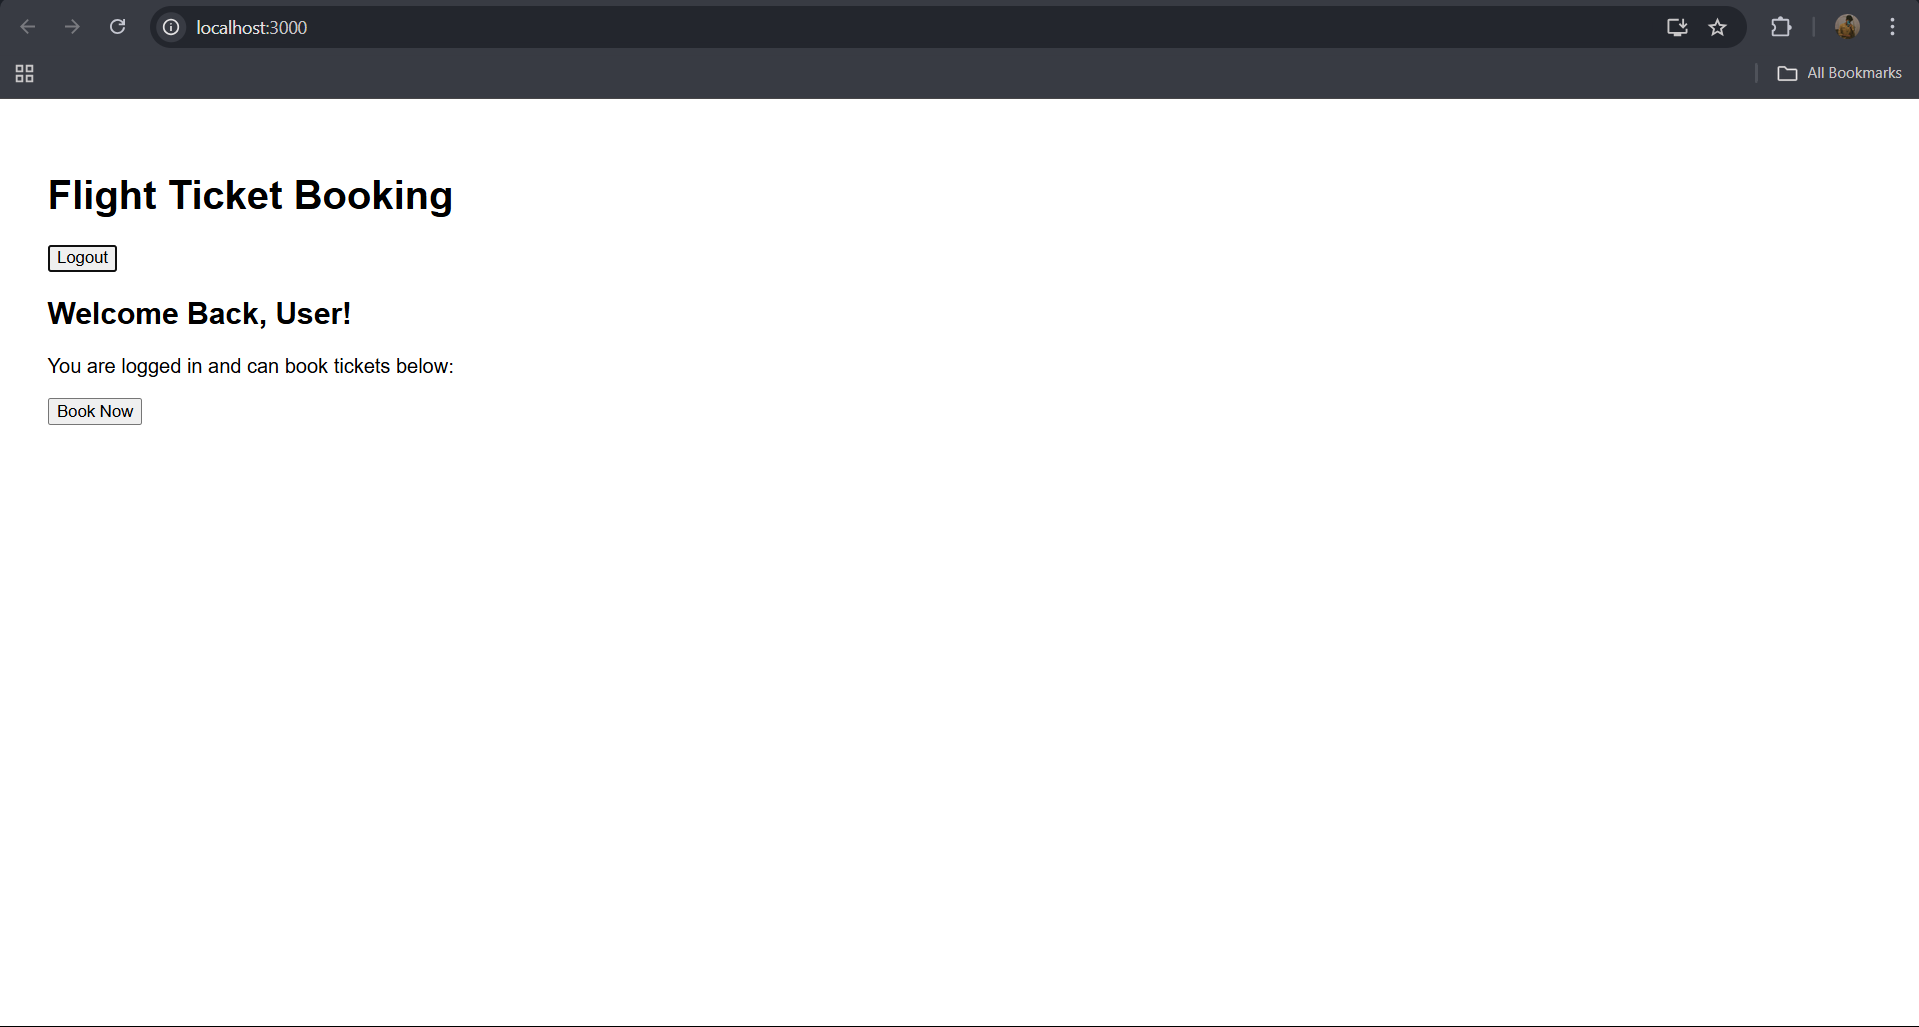 localhost:3000
All Bookmarks
Flight Ticket Booking
Logout
Welcome Back, User!
You are logged in and can book tickets below:
Book Now